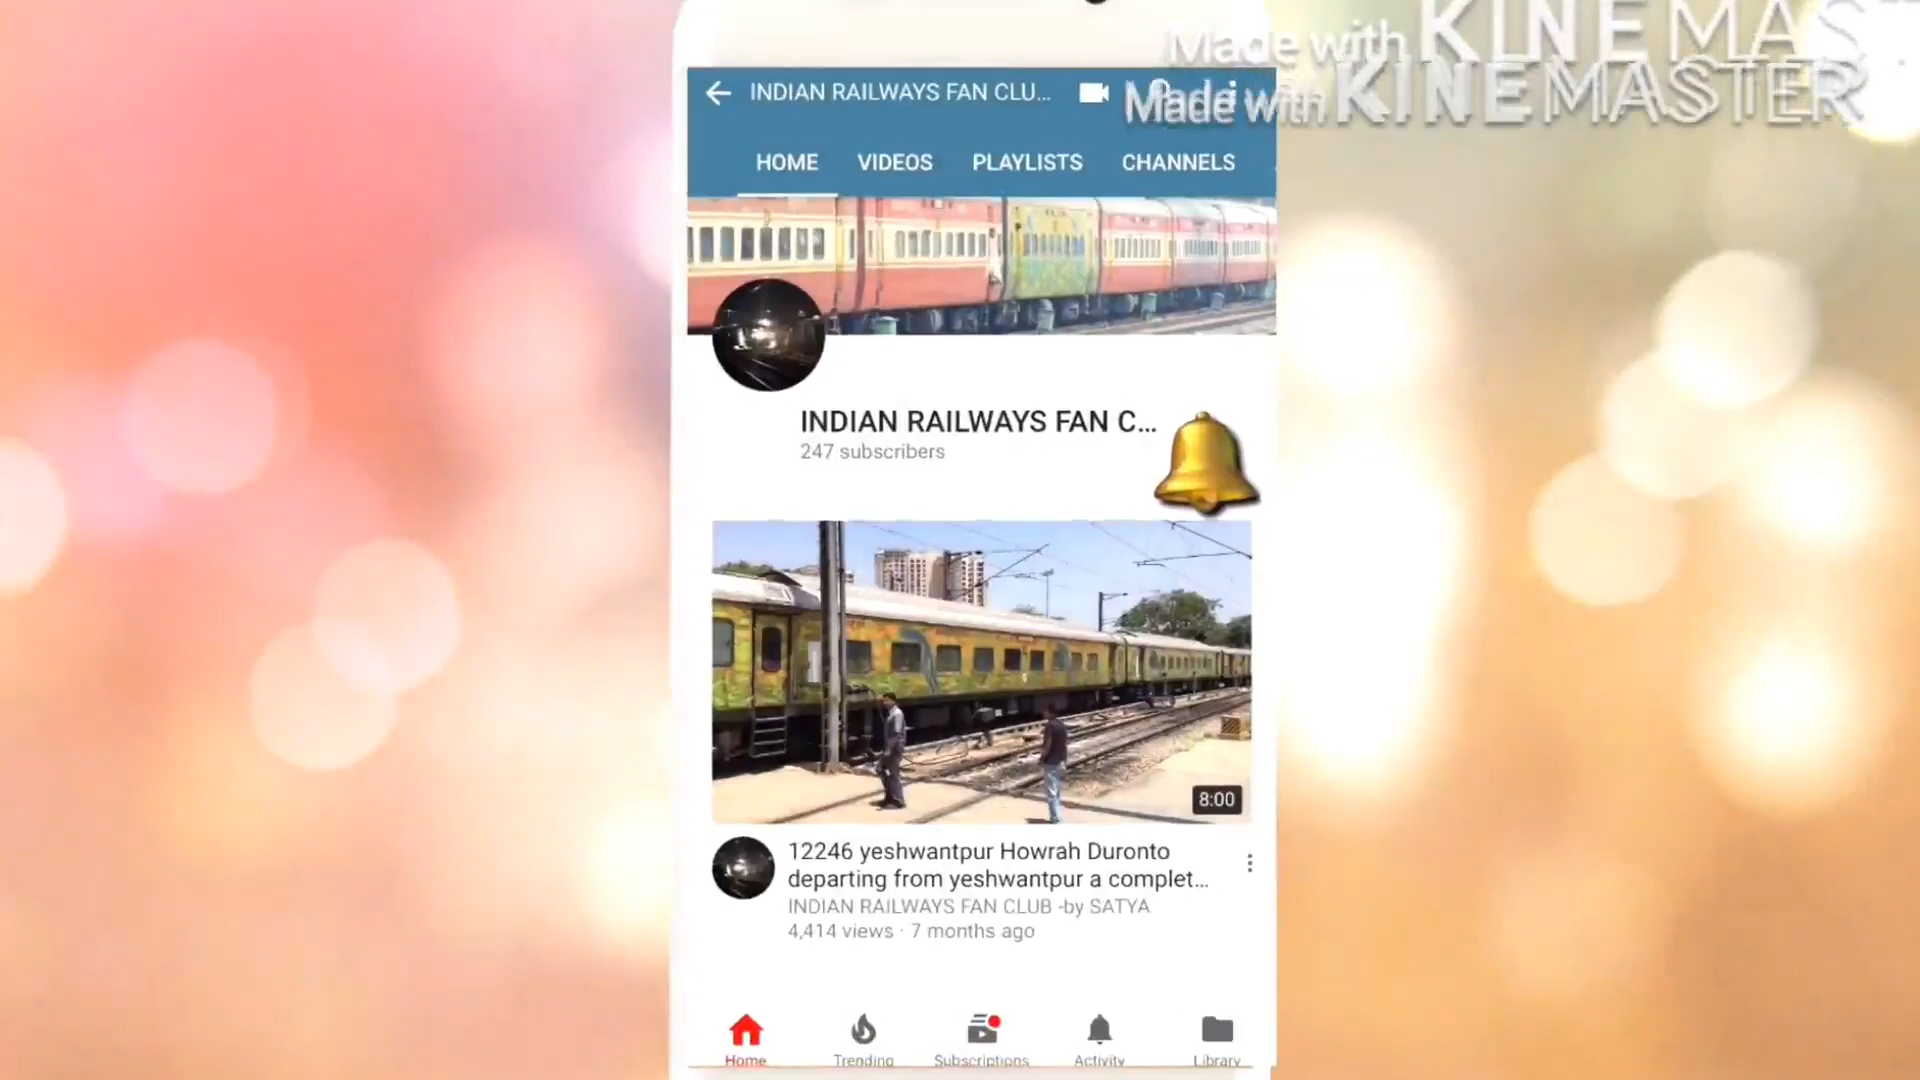 Made with KINEMAS
Made with KINEMASTER
INDIAN RAILWAYS FAN CLU...
HOME VIDEOS PLAYLISTS CHANNELS
INDIAN RAILWAYS FAN C...
247 subscribers
8:00
12246 yeshwantpur Howrah Duronto
departing from yeshwantpur a complet...
INDIAN RAILWAYS FAN CLUB -by SATYA
4,414 views · 7 months ago
Home Trending Subscriptions Activity Library